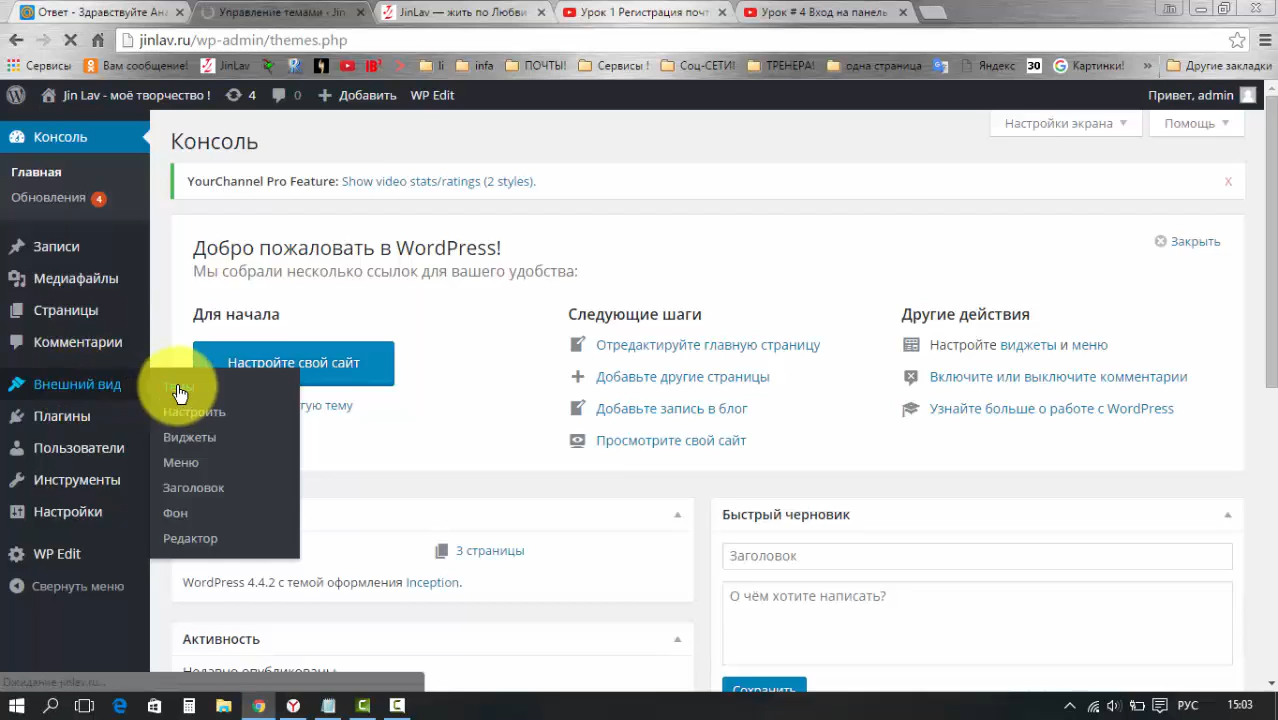 Ответ - Здравствуйте Ана
Управление темами ‹ Jin
JinLav — жить по Любви
Урок 1 Регистрация почт
Урок # 4 Вход на панель
jinlav.ru/wp-admin/themes.php
Сервисы
Вам сообщение!
JinLav
li
infa
ПОЧТЫ!
Сервисы !
Соц-СЕТИ!
ТРЕНЕРА!
одна страница
Яндекс
30
Картинки!
»
Другие закладки
Jin Lav - моё творчество !
4
0
Добавить
WP Edit
Привет, admin
Консоль
Главная
Обновления 4
Записи
Медиафайлы
Страницы
Комментарии
Внешний вид
Плагины
Пользователи
Инструменты
Настройки
WP Edit
Свернуть меню
Темы
Настроить
Виджеты
Меню
Заголовок
Фон
Редактор
Консоль
Настройки экрана
Помощь
YourChannel Pro Feature: Show video stats/ratings (2 styles).
X
Добро пожаловать в WordPress!
Закрыть
Мы собрали несколько ссылок для вашего удобства:
Для начала
Настройте свой сайт
гую тему
Следующие шаги
Отредактируйте главную страницу
Добавьте другие страницы
Добавьте запись в блог
Просмотрите свой сайт
Другие действия
Настройте виджеты и меню
Включите или выключите комментарии
Узнайте больше о работе с WordPress
3 страницы
WordPress 4.4.2 с темой оформления Inception.
Активность
Недавно опубликованы
Быстрый черновик
Заголовок
О чём хотите написать?
Сохранить
Ожидание jinlav.ru...
РУС
15:03